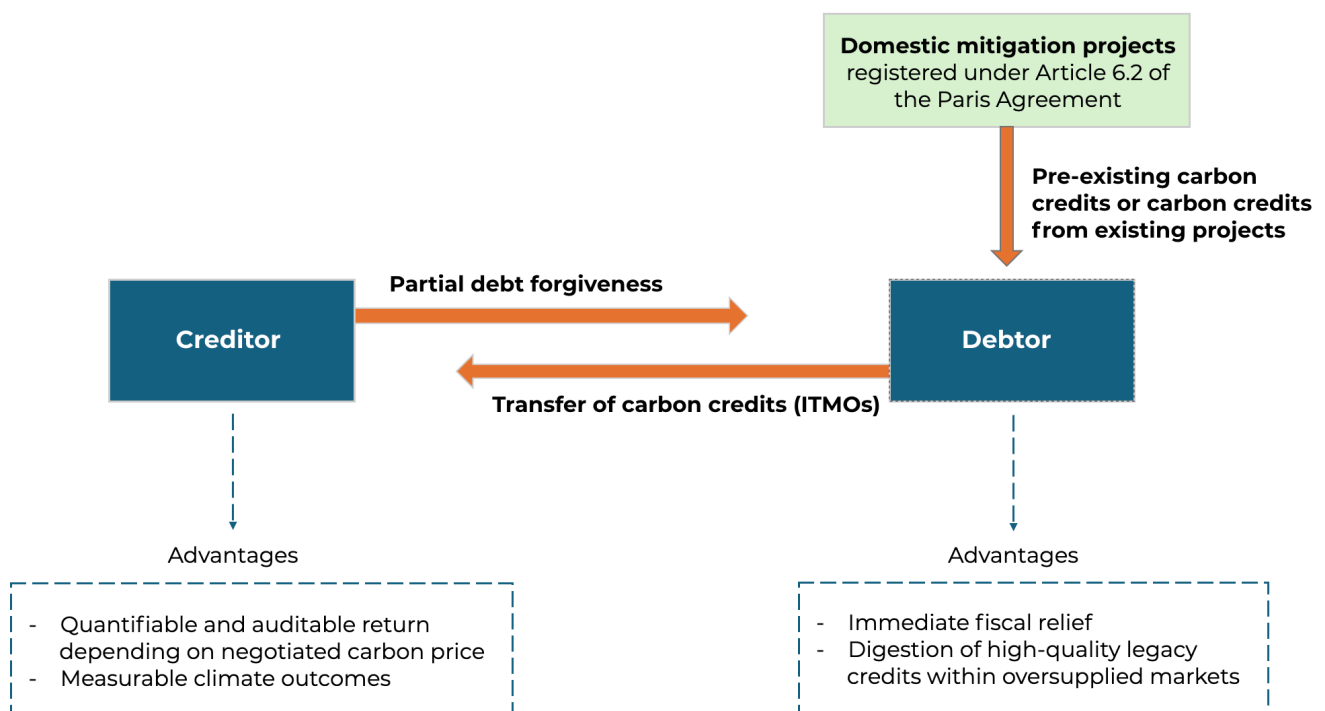 Domestic mitigation projects
registered under Article 6.2 of
the Paris Agreement
Pre-existing carbon
credits or carbon credits
from existing projects
Partial debt forgiveness
Creditor
Debtor
Transfer of carbon credits (ITMOs)
Advantages
- Quantifiable and auditable return
depending on negotiated carbon price
- Measurable climate outcomes
Advantages
- Immediate fiscal relief
- Digestion of high-quality legacy
credits within oversupplied markets